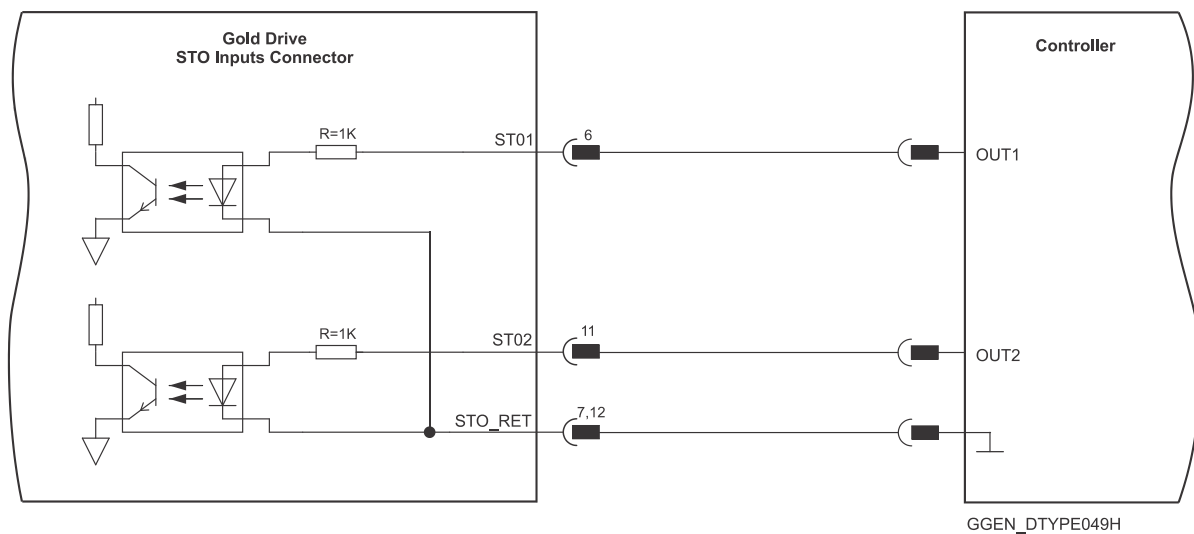 Gold Drive
STO Inputs Connector
Controller
R=1K
ST01
6
OUT1
R=1K
ST02
11
OUT2
STO_RET
7,12
GGEN_DTYPE049H